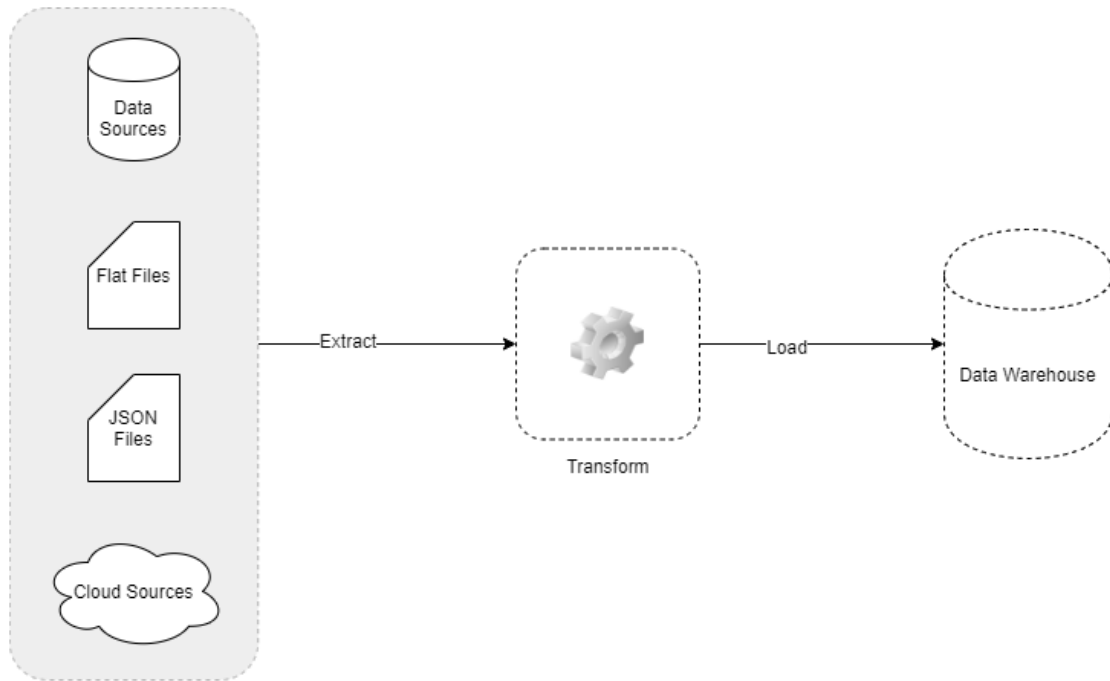 Data
Sources
Flat Files
JSON
Files
Cloud Sources
Extract
Transform
Load
Data Warehouse